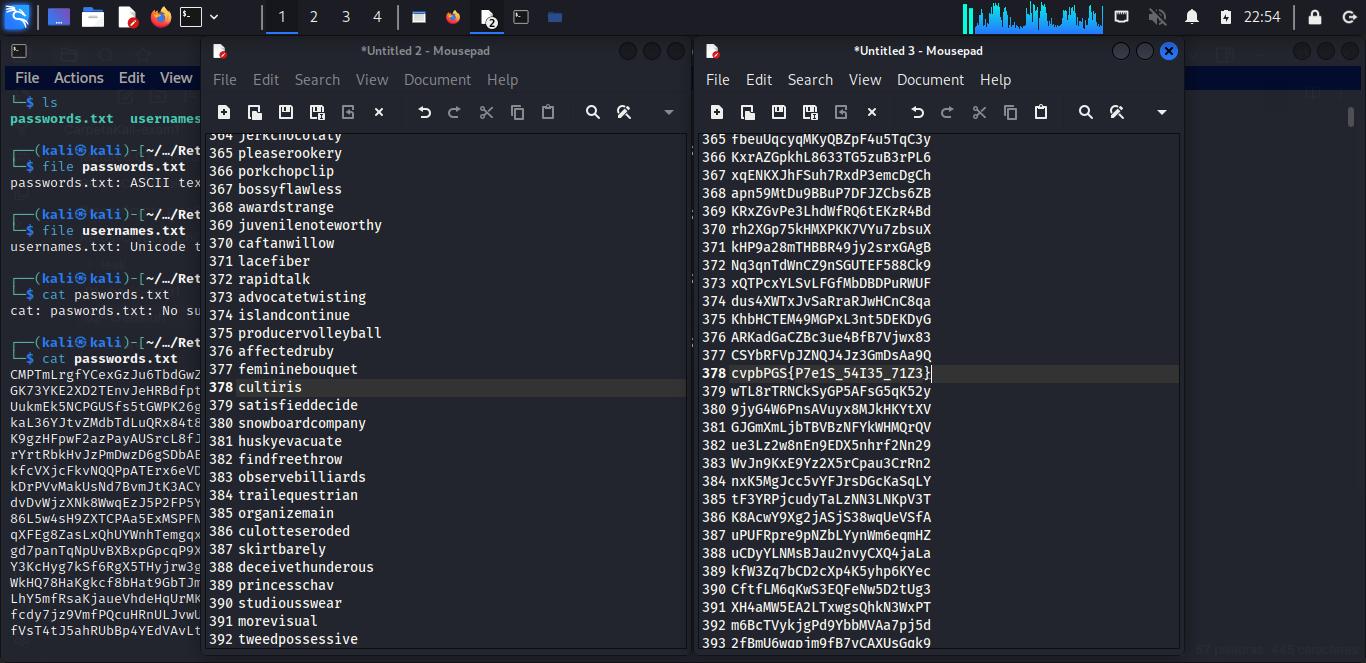 1 2 3 4
2
22:54
File Actions Edit View
└─$ ls
passwords.txt usernames
┌──(kali㉿kali)-[~/…/Ret
└─$ file passwords.txt
passwords.txt: ASCII tex
┌──(kali㉿kali)-[~/…/Ret
└─$ file usernames.txt
usernames.txt: Unicode t
┌──(kali㉿kali)-[~/…/Ret
└─$ cat paswords.txt
cat: paswords.txt: No su
┌──(kali㉿kali)-[~/…/Ret
└─$ cat passwords.txt
CMPTmLrgfYCexGzJu6TbdGwZ
GK73YKE2XD2TEnvJeHRBdfpt
UukmEk5NCPGUSfs5tGWPK26g
kaL36YJtvZMdbTdLuQRx84t8
K9gzHFpwF2azPayAUSrcL8fJ
rYrtRbkHvJzPmDwzD6gSDbAE
kfcVXjcFkvNQQPpATErx6eVD
kDrPVvMakUsNd7BvmJtK3ACY
dvDvWjzXNk8WwqEzJ5P2FP5Y
86L5w4sH9ZXTCPAa5ExMSPFN
qXFEg8ZasLxQhUYWnhTemgqx
gd7panTqNpUvBXBxpGpcqP9X
Y3KcHyg7kSf6RgX5THyjrw3g
WkHQ78HaKgkcf8bHat9GbTJm
LhY5mfRsaKjaueVhdeHqUrMK
fcdy7jz9VmfPQcuHRnULJvwU
fVsT4tJ5ahRUbBp4YEdVAvLt
*Untitled 2 - Mousepad
File Edit Search View Document Help
364 jerkchocolaty
365 pleaserookery
366 porkchopclip
367 bossyflawless
368 awardstrange
369 juvenilenoteworthy
370 caftanwillow
371 lacefiber
372 rapidtalk
373 advocatetwisting
374 islandcontinue
375 producervolleyball
376 affectedruby
377 femininebouquet
378 cultiris
379 satisfieddecide
380 snowboardcompany
381 huskyevacuate
382 findfreethrow
383 observebilliards
384 trailequestrian
385 organizemain
386 culotteseroded
387 skirtbarely
388 deceivethunderous
389 princesschav
390 studiousswear
391 morevisual
392 tweedpossessive
*Untitled 3 - Mousepad
File Edit Search View Document Help
365 fbeuUqcyqMKyQBZpF4u5TqC3y
366 KxrAZGpkhL8633TG5zuB3rPL6
367 xqENKXJhFSuh7RxdP3emcDgCh
368 apn59MtDu9BBuP7DFJZCbs6ZB
369 KRxZGvPe3LhdWfRQ6tEKzR4Bd
370 rh2XGp75kHMXPKK7VYu7zbsuX
371 kHP9a28mTHBBR49jy2srxGAgB
372 Nq3qnTdWnCZ9nSGUTEF588Ck9
373 xQTPcxYLSvLFGfMbDBDPuRWUF
374 dus4XWTxJvSaRraRJwHCnC8qa
375 KhbHCTEM49MGPxL3nt5DEKDyG
376 ARKadGaCZBc3ue4BfB7Vjwx83
377 CSYbRFVpJZNQJ4Jz3GmDsAa9Q
378 cvpbPGS{P7e1S_54I35_71Z3}
379 wTL8rTRNCkSyGP5AFsG5qK52y
380 9jyG4W6PnsAVuyx8MJkHKYtXV
381 GJGmXmLjbTBVBzNFYkWHMQrQV
382 ue3Lz2w8nEn9EDX5nhrf2Nn29
383 WvJn9KxE9Yz2X5rCpau3CrRn2
384 nxK5MgJcc5vYFJrsDGcKaSqLY
385 tF3YRPjcudyTaLzNN3LNKpV3T
386 K8AcwY9Xg2jASjS38wqUeVSfA
387 uPUFRpre9pNZbLYynWm6eqmHZ
388 uCDyYLNMsBJau2nvyCXQ4jaLa
389 kfW3Zq7bCD2cXp4K5yhp6KYec
390 CftfLM6qKwS3EQFeNw5D2tUg3
391 XH4aMW5EA2LTxwgsQhkN3WxPT
392 m6BcTVykjgPd9YbbMVAa7pj5d
393 2fBmU6wqpjm9fB7vCAXUsGqk9